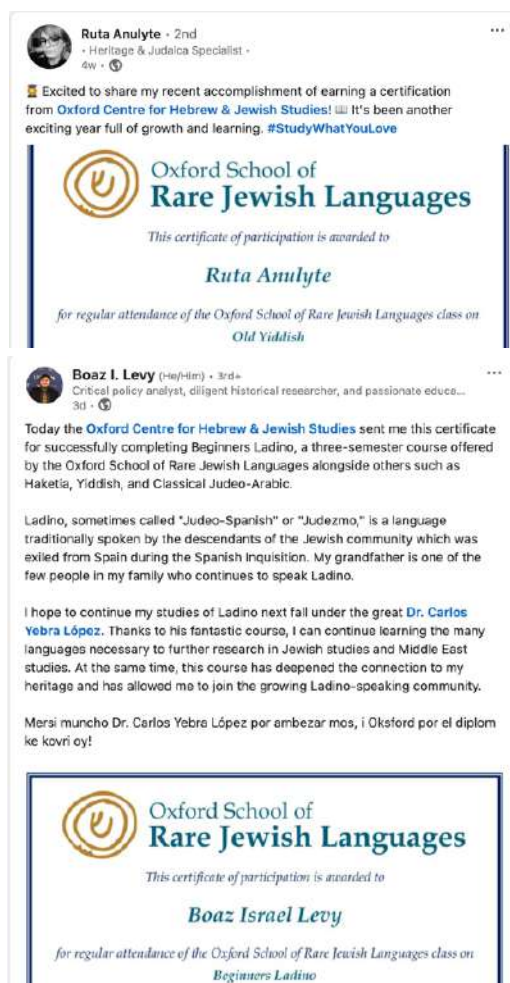 Ruta Anulyte · 2nd
· Heritage & Judaica Specialist ·
4w ·
Excited to share my recent accomplishment of earning a certification
from Oxford Centre for Hebrew & Jewish Studies! It's been another
exciting year full of growth and learning. #StudyWhatYouLove
Oxford School of
Rare Jewish Languages
This certificate of participation is awarded to
Ruta Anulyte
for regular attendance of the Oxford School of Rare Jewish Languages class on
Old Yiddish
Boaz I. Levy (He/Him) · 3rd+
Critical policy analyst, diligent historical researcher, and passionate educa...
3d ·
Today the Oxford Centre for Hebrew & Jewish Studies sent me this certificate
for successfully completing Beginners Ladino, a three-semester course offered
by the Oxford School of Rare Jewish Languages alongside others such as
Haketia, Yiddish, and Classical Judeo-Arabic.
Ladino, sometimes called "Judeo-Spanish" or "Judezmo," is a language
traditionally spoken by the descendants of the Jewish community which was
exiled from Spain during the Spanish Inquisition. My grandfather is one of the
few people in my family who continues to speak Ladino.
I hope to continue my studies of Ladino next fall under the great Dr. Carlos
Yebra López. Thanks to his fantastic course, I can continue learning the many
languages necessary to further research in Jewish studies and Middle East
studies. At the same time, this course has deepened the connection to my
heritage and has allowed me to join the growing Ladino-speaking community.
Mersi muncho Dr. Carlos Yebra López por ambezar mos, i Oksford por el diplom
ke kovri oy!
Oxford School of
Rare Jewish Languages
This certificate of participation is awarded to
Boaz Israel Levy
for regular attendance of the Oxford School of Rare Jewish Languages class on
Beginners Ladino